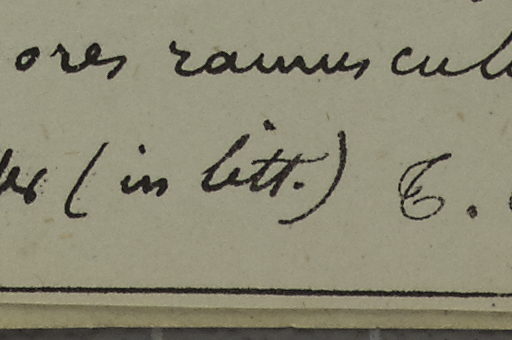 ores ramuscul
(in litt.) T.